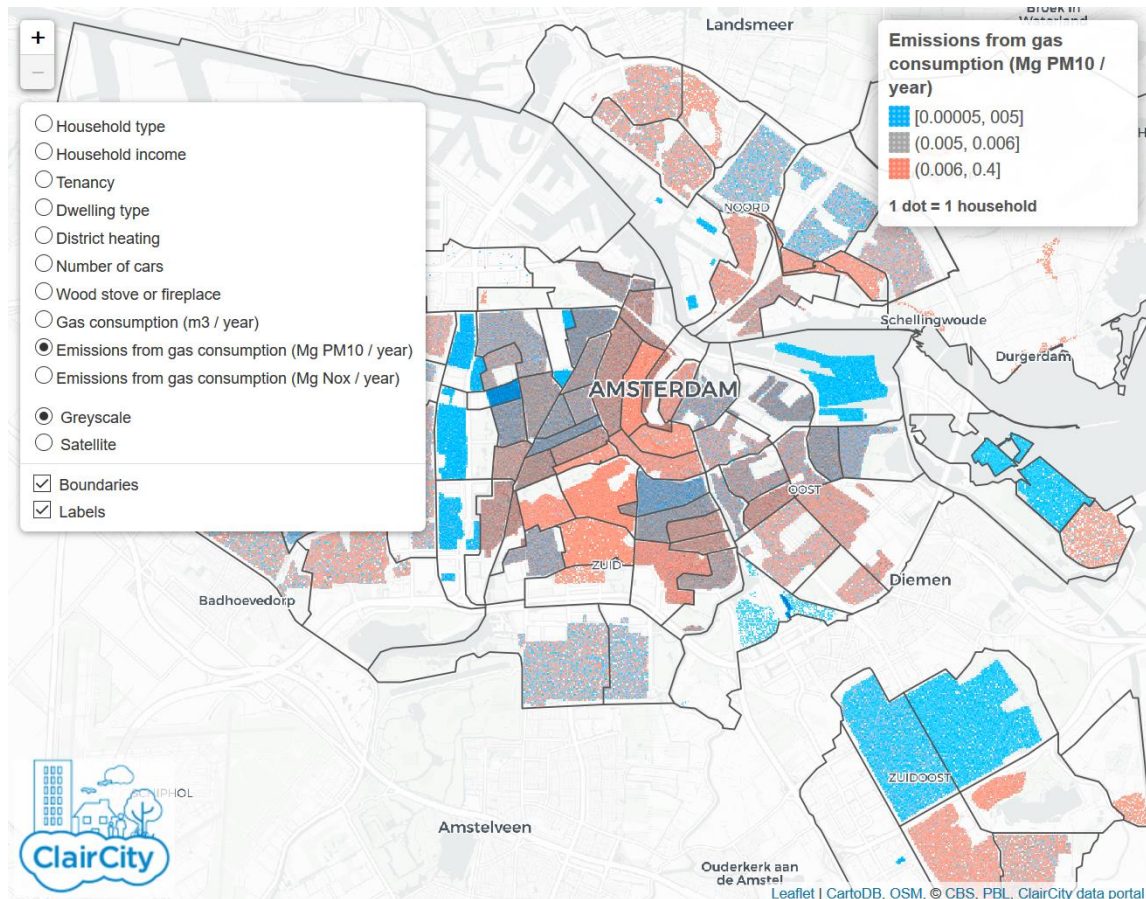 Broek in
Waterland
Landsmeer
+
−
Emissions from gas
consumption (Mg PM10 /
year)
[0.00005, 005]
(0.005, 0.006]
(0.006, 0.4]
1 dot = 1 household
Household type
Household income
Tenancy
Dwelling type
District heating
Number of cars
Wood stove or fireplace
Gas consumption (m3 / year)
Emissions from gas consumption (Mg PM10 / year)
Emissions from gas consumption (Mg Nox / year)
Greyscale
Satellite
Boundaries
Labels
NOORD
Schellingwoude
Durgerdam
AMSTERDAM
OOST
ZUID
Diemen
Badhoevedorp
ZUIDOOST
SCHIPHOL
Amstelveen
ClairCity
Ouderkerk aan
de Amstel
Leaflet | CartoDB, OSM, © CBS, PBL, ClairCity data portal